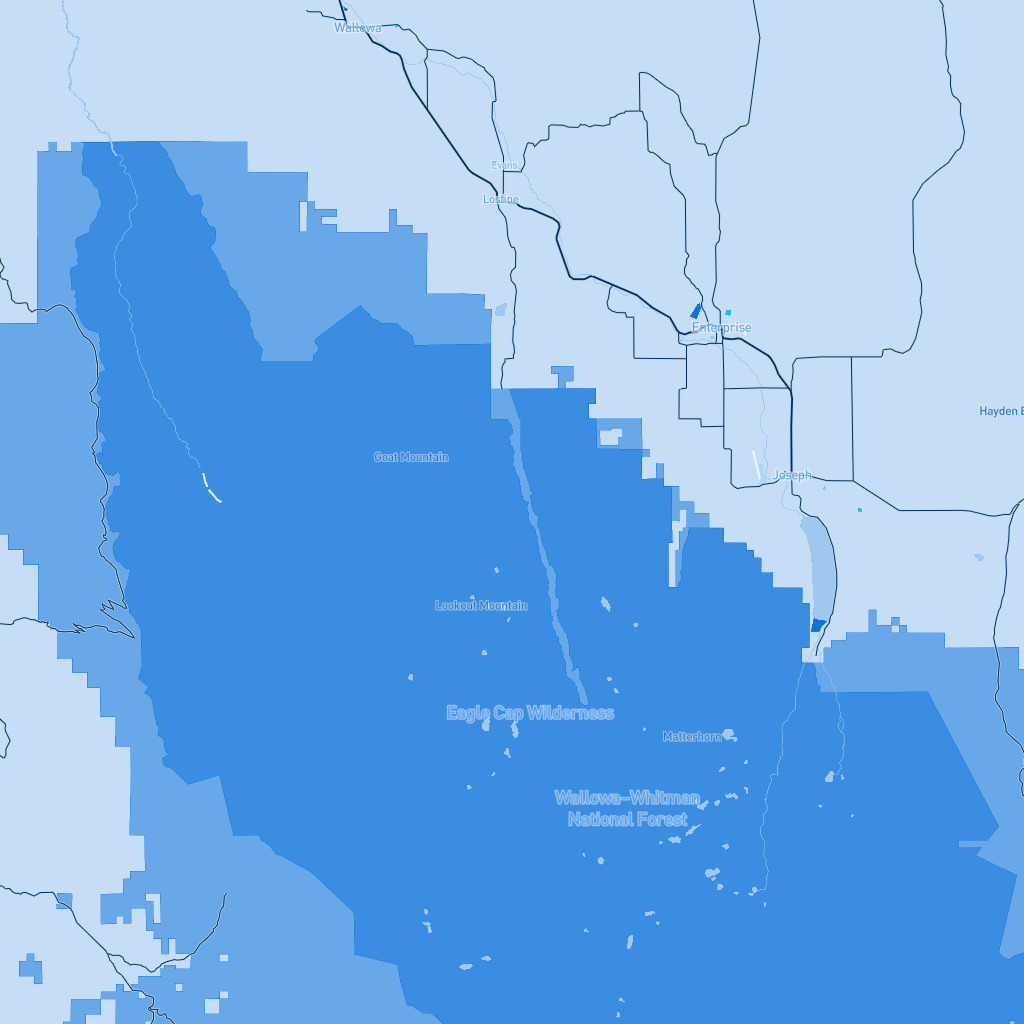 Wallowa
Evans
Lostine
Enterprise
Hayden
Goat Mountain
Joseph
Lookout Mountain
Eagle Cap Wilderness
Matterhorn
Wallowa–Whitman
National Forest